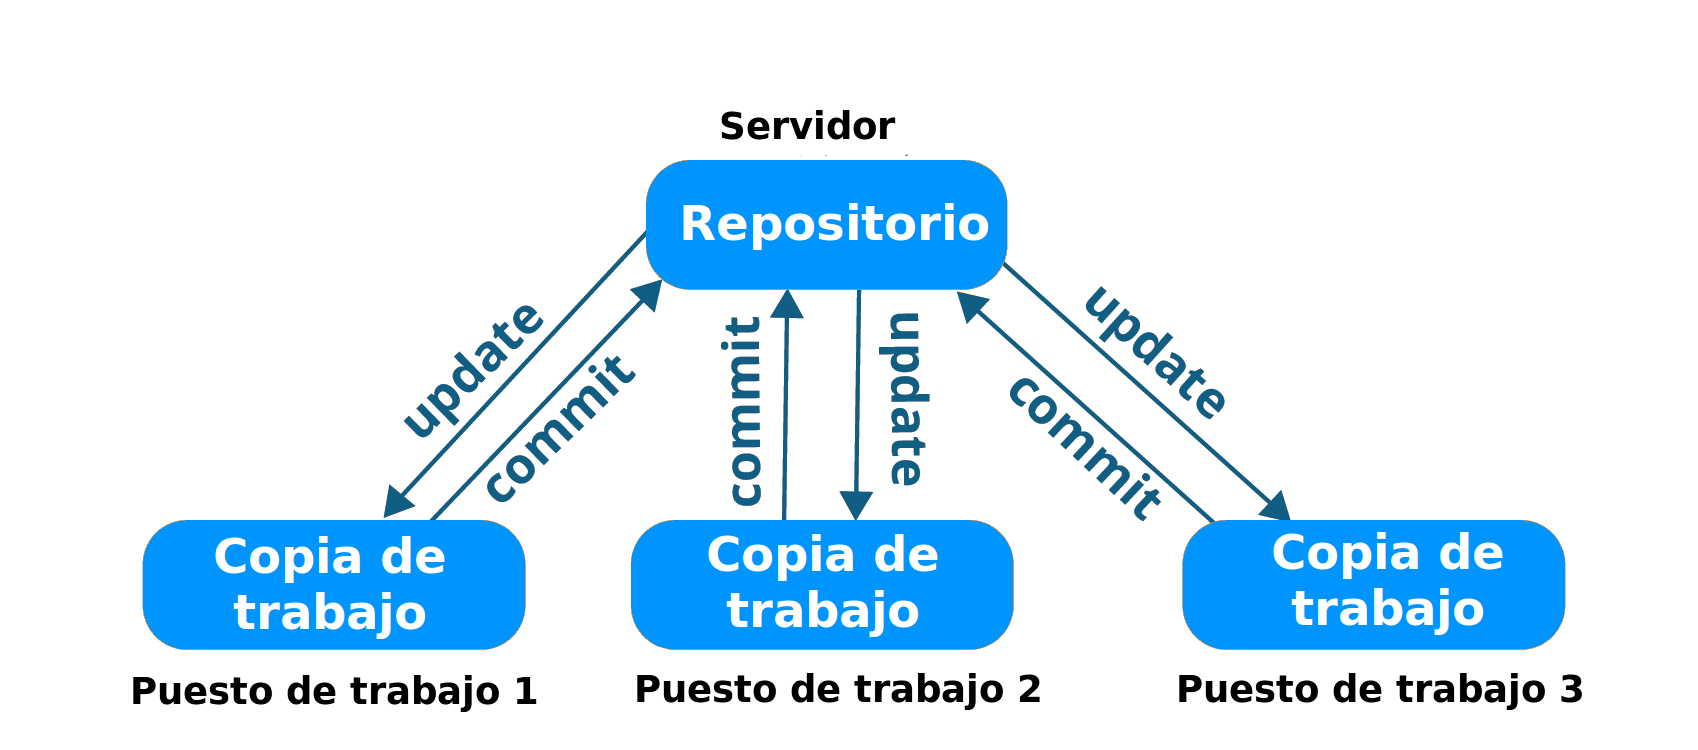 Servidor
Repositorio
update
commit
commit
update
commit
update
Copia de
trabajo
Copia de
trabajo
Copia de
trabajo
Puesto de trabajo 1
Puesto de trabajo 2
Puesto de trabajo 3